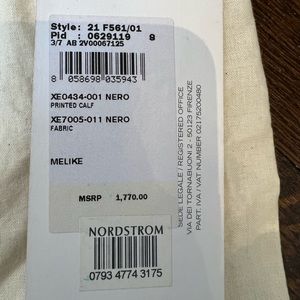 Style: 21 F561/01
Pld : 0629119 8
3/7 AB 2V00067125
8 058698 035943
XE0434-001 NERO
PRINTED CALF
XE7005-011 NERO
FABRIC
MELIKE
MSRP 1,770.00
NORDSTROM
0793 4774 3175
SEDE LEGALE / REGISTERED OFFICE
VIA DEI TORNABUONI 2 - 50123 FIRENZE
PART. IVA / VAT NUMBER 02175200480